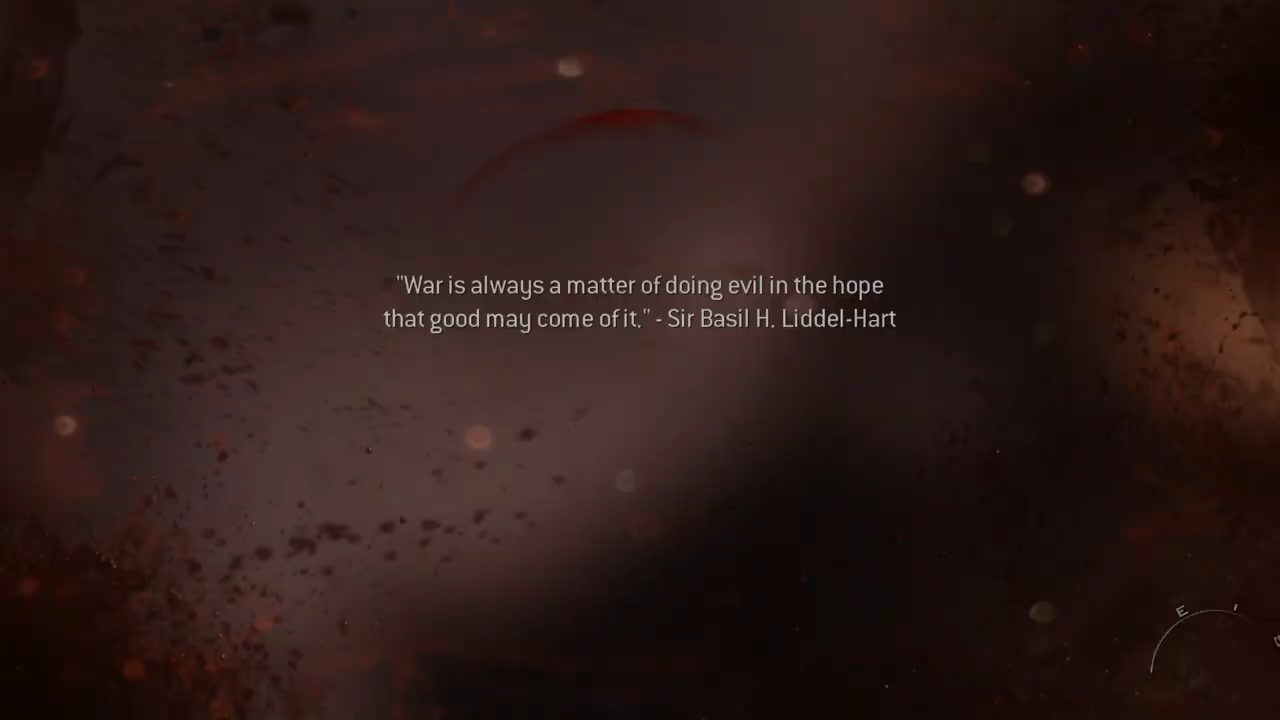 "War is always a matter of doing evil in the hope
that good may come of it." - Sir Basil H. Liddel-Hart
E